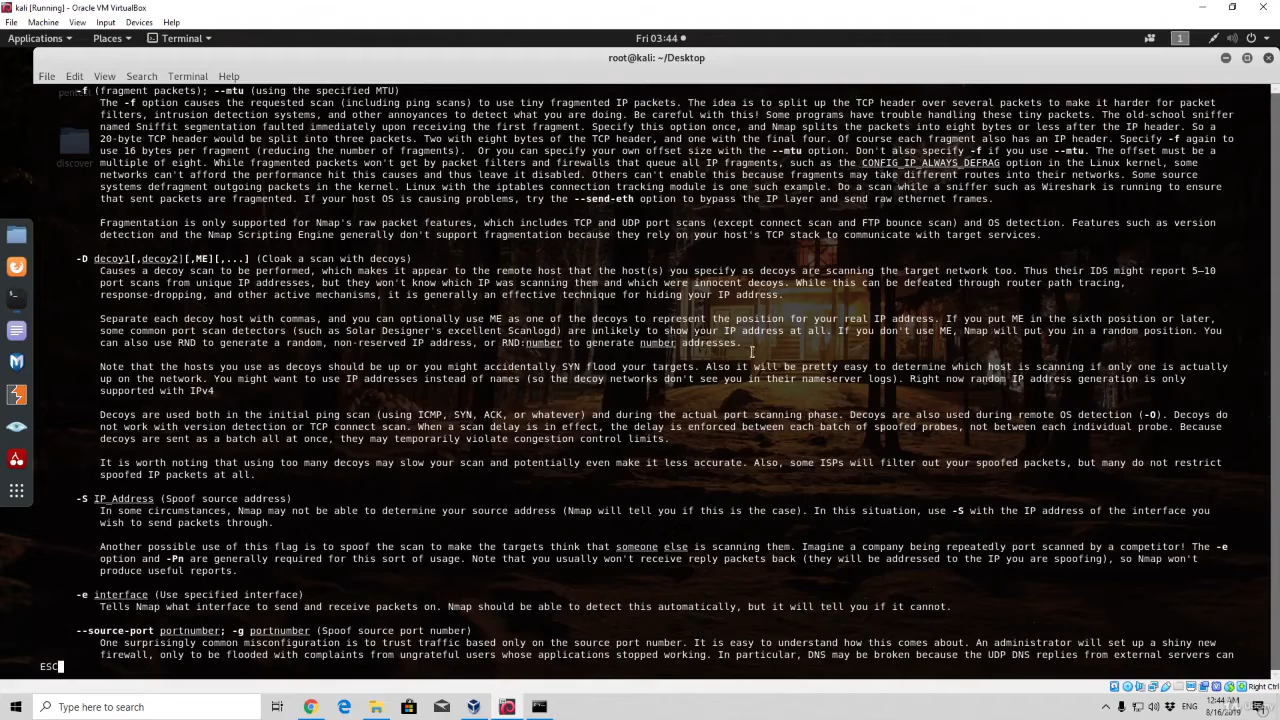 kali [Running] - Oracle VM VirtualBox
File Machine View Input Devices Help
Applications Places Terminal Fri 03:44 1
root@kali: ~/Desktop
File Edit View Search Terminal Help
-f (fragment packets); --mtu (using the specified MTU)
The -f option causes the requested scan (including ping scans) to use tiny fragmented IP packets. The idea is to split up the TCP header over several packets to make it harder for packet
filters, intrusion detection systems, and other annoyances to detect what you are doing. Be careful with this! Some programs have trouble handling these tiny packets. The old-school sniffer
named Sniffit segmentation faulted immediately upon receiving the first fragment. Specify this option once, and Nmap splits the packets into eight bytes or less after the IP header. So a
20-byte TCP header would be split into three packets. Two with eight bytes of the TCP header, and one with the final four. Of course each fragment also has an IP header. Specify -f again to
use 16 bytes per fragment (reducing the number of fragments). Or you can specify your own offset size with the --mtu option. Don't also specify -f if you use --mtu. The offset must be a
multiple of eight. While fragmented packets won't get by packet filters and firewalls that queue all IP fragments, such as the CONFIG_IP_ALWAYS_DEFRAG option in the Linux kernel, some
networks can't afford the performance hit this causes and thus leave it disabled. Others can't enable this because fragments may take different routes into their networks. Some source
systems defragment outgoing packets in the kernel. Linux with the iptables connection tracking module is one such example. Do a scan while a sniffer such as Wireshark is running to ensure
that sent packets are fragmented. If your host OS is causing problems, try the --send-eth option to bypass the IP layer and send raw ethernet frames.
Fragmentation is only supported for Nmap's raw packet features, which includes TCP and UDP port scans (except connect scan and FTP bounce scan) and OS detection. Features such as version
detection and the Nmap Scripting Engine generally don't support fragmentation because they rely on your host's TCP stack to communicate with target services.
-D decoy1[,decoy2][,ME][,...] (Cloak a scan with decoys)
Causes a decoy scan to be performed, which makes it appear to the remote host that the host(s) you specify as decoys are scanning the target network too. Thus their IDS might report 5–10
port scans from unique IP addresses, but they won't know which IP was scanning them and which were innocent decoys. While this can be defeated through router path tracing,
response-dropping, and other active mechanisms, it is generally an effective technique for hiding your IP address.
Separate each decoy host with commas, and you can optionally use ME as one of the decoys to represent the position for your real IP address. If you put ME in the sixth position or later,
some common port scan detectors (such as Solar Designer's excellent Scanlogd) are unlikely to show your IP address at all. If you don't use ME, Nmap will put you in a random position. You
can also use RND to generate a random, non-reserved IP address, or RND:number to generate number addresses.
Note that the hosts you use as decoys should be up or you might accidentally SYN flood your targets. Also it will be pretty easy to determine which host is scanning if only one is actually
up on the network. You might want to use IP addresses instead of names (so the decoy networks don't see you in their nameserver logs). Right now random IP address generation is only
supported with IPv4
Decoys are used both in the initial ping scan (using ICMP, SYN, ACK, or whatever) and during the actual port scanning phase. Decoys are also used during remote OS detection (-O). Decoys do
not work with version detection or TCP connect scan. When a scan delay is in effect, the delay is enforced between each batch of spoofed probes, not between each individual probe. Because
decoys are sent as a batch all at once, they may temporarily violate congestion control limits.
It is worth noting that using too many decoys may slow your scan and potentially even make it less accurate. Also, some ISPs will filter out your spoofed packets, but many do not restrict
spoofed IP packets at all.
-S IP_Address (Spoof source address)
In some circumstances, Nmap may not be able to determine your source address (Nmap will tell you if this is the case). In this situation, use -S with the IP address of the interface you
wish to send packets through.
Another possible use of this flag is to spoof the scan to make the targets think that someone else is scanning them. Imagine a company being repeatedly port scanned by a competitor! The -e
option and -Pn are generally required for this sort of usage. Note that you usually won't receive reply packets back (they will be addressed to the IP you are spoofing), so Nmap won't
produce useful reports.
-e interface (Use specified interface)
Tells Nmap what interface to send and receive packets on. Nmap should be able to detect this automatically, but it will tell you if it cannot.
--source-port portnumber; -g portnumber (Spoof source port number)
One surprisingly common misconfiguration is to trust traffic based only on the source port number. It is easy to understand how this comes about. An administrator will set up a shiny new
firewall, only to be flooded with complaints from ungrateful users whose applications stopped working. In particular, DNS may be broken because the UDP DNS replies from external servers can
ESC
discover
Right Ctrl
Type here to search
ENG
12:44 AM
8/16/2019